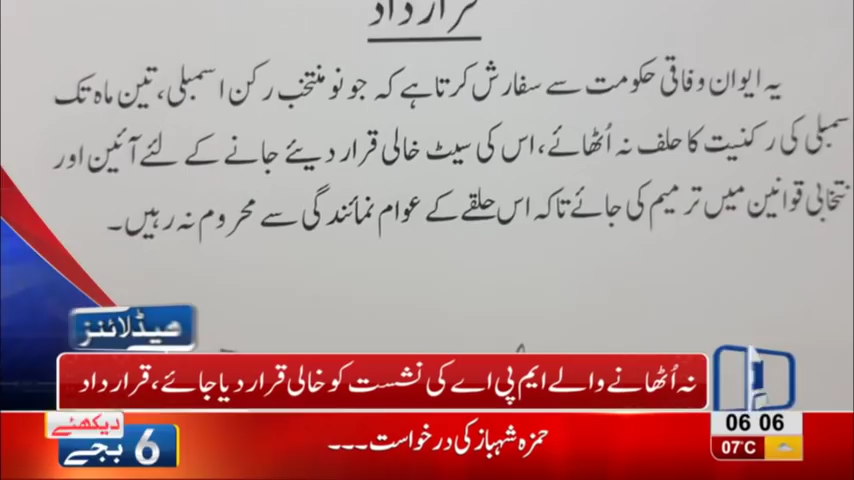 قرارداد
یہ ایوان وفاقی حکومت سے سفارش کرتا ہے کہ جو نو منتخب رکن اسمبلی، تین ماہ تک
سمبلی کی رکنیت کا حلف نہ اُٹھائے، اس کی سیٹ خالی قرار دیئے جانے کے لئے آئین اور
نتخابی قوانین میں ترمیم کی جائے تاکہ اس حلقے کے عوام نمائندگی سے محروم نہ رہیں۔
ہیڈلائنز
نہ اُٹھانے والے ایم پی اے کی نشست کو خالی قرار دیا جائے، قرارداد
06 06
دیکھئے
6 بجے
حمزہ شہباز کی درخواست۔۔۔
07°C